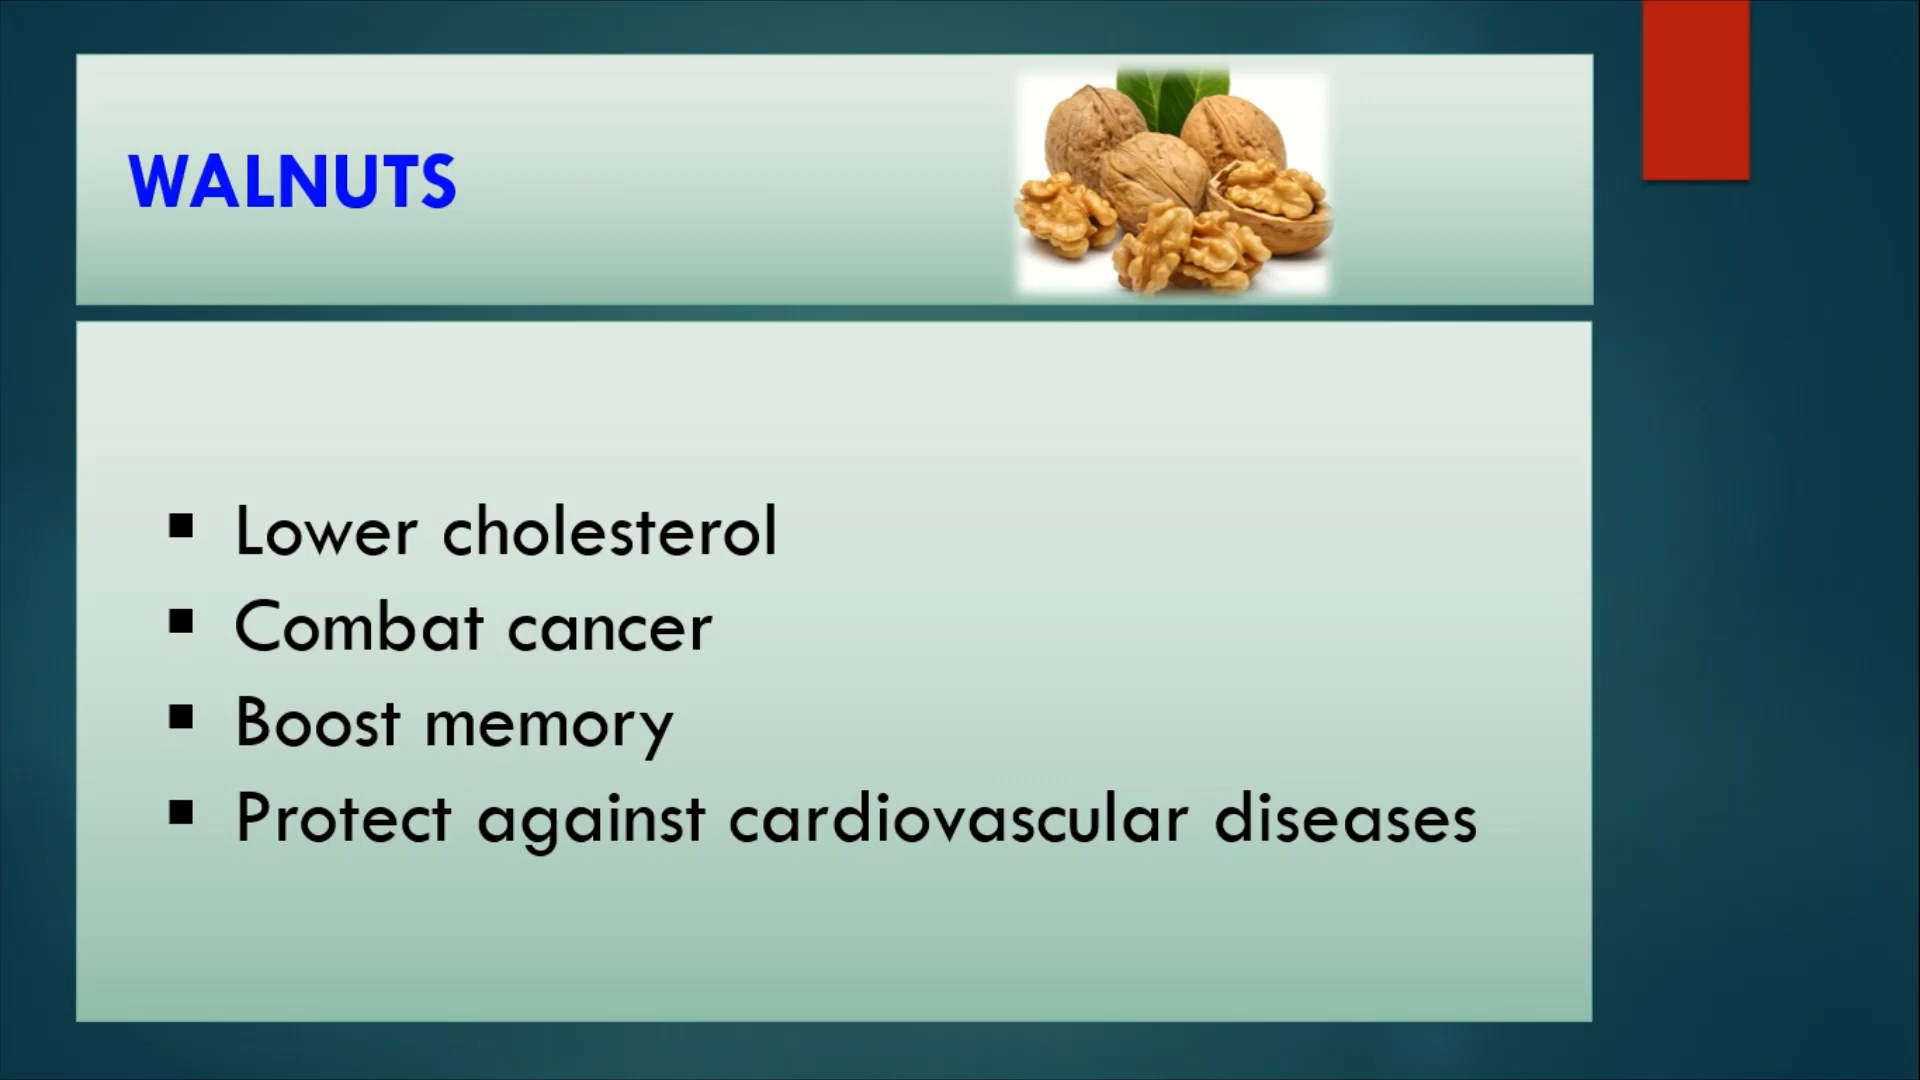 WALNUTS
▪ Lower cholesterol
▪ Combat cancer
▪ Boost memory
▪ Protect against cardiovascular diseases